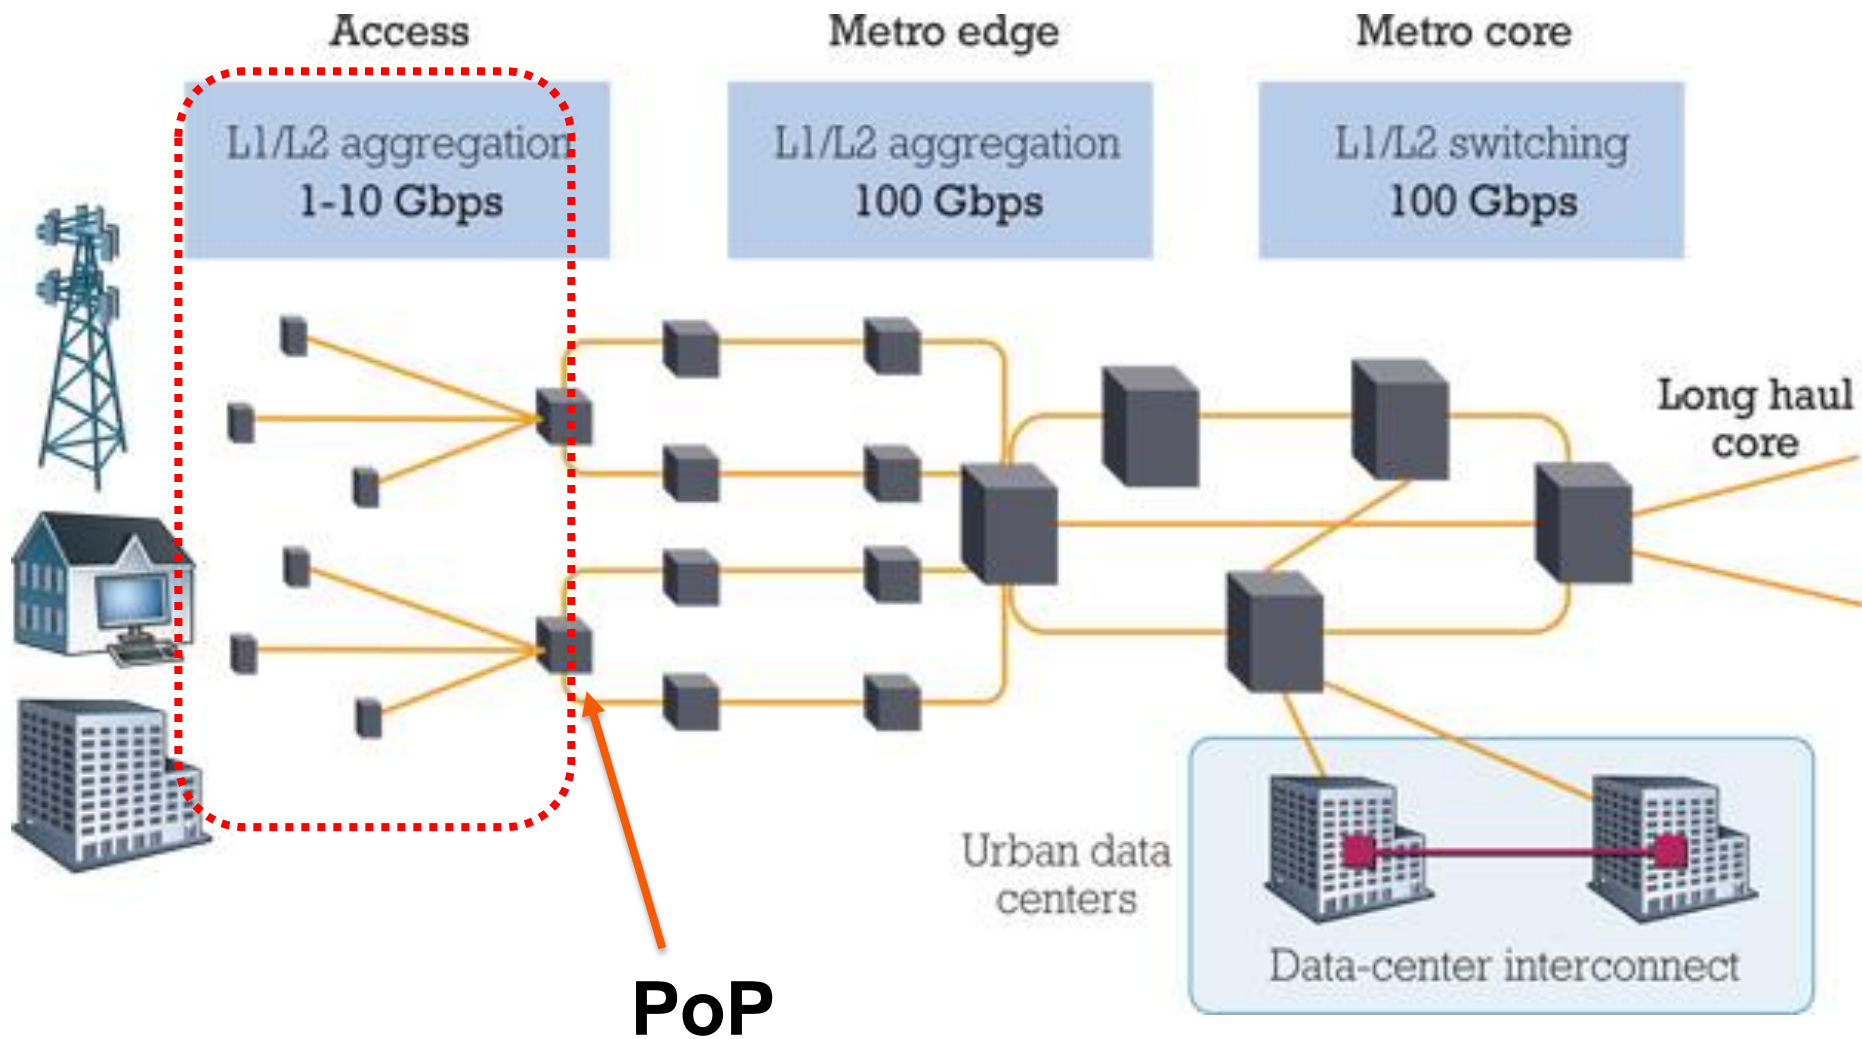 Access
Metro edge
Metro core
L1/L2 aggregation
1-10 Gbps
L1/L2 aggregation
100 Gbps
L1/L2 switching
100 Gbps
Long haul
core
Urban data
centers
Data-center interconnect
PoP